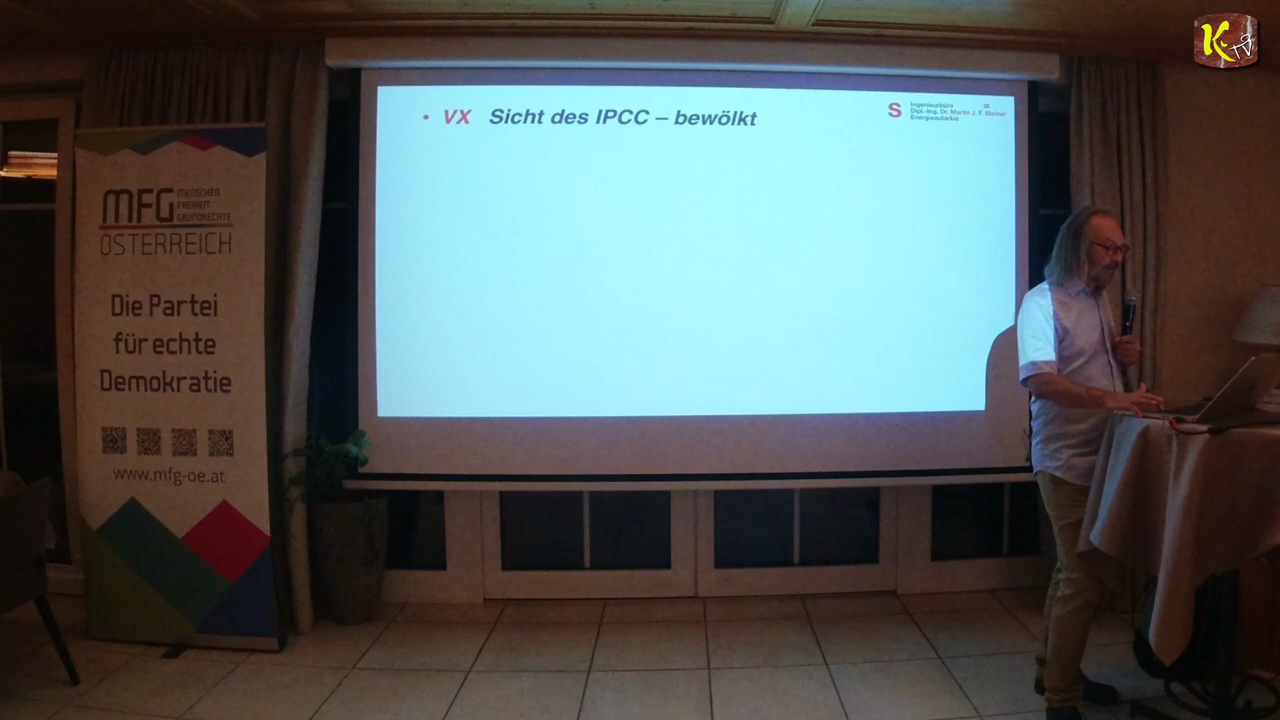 MFG MENSCHEN
FREIHEIT
GRUNDRECHTE
ÖSTERREICH
Die Partei
für echte
Demokratie
www.mfg-oe.at
• VX Sicht des IPCC – bewölkt
S
Ingenieurbüro
Dipl.-Ing. Dr. Martin J. F. Steiner
Energieautarkie
K TV